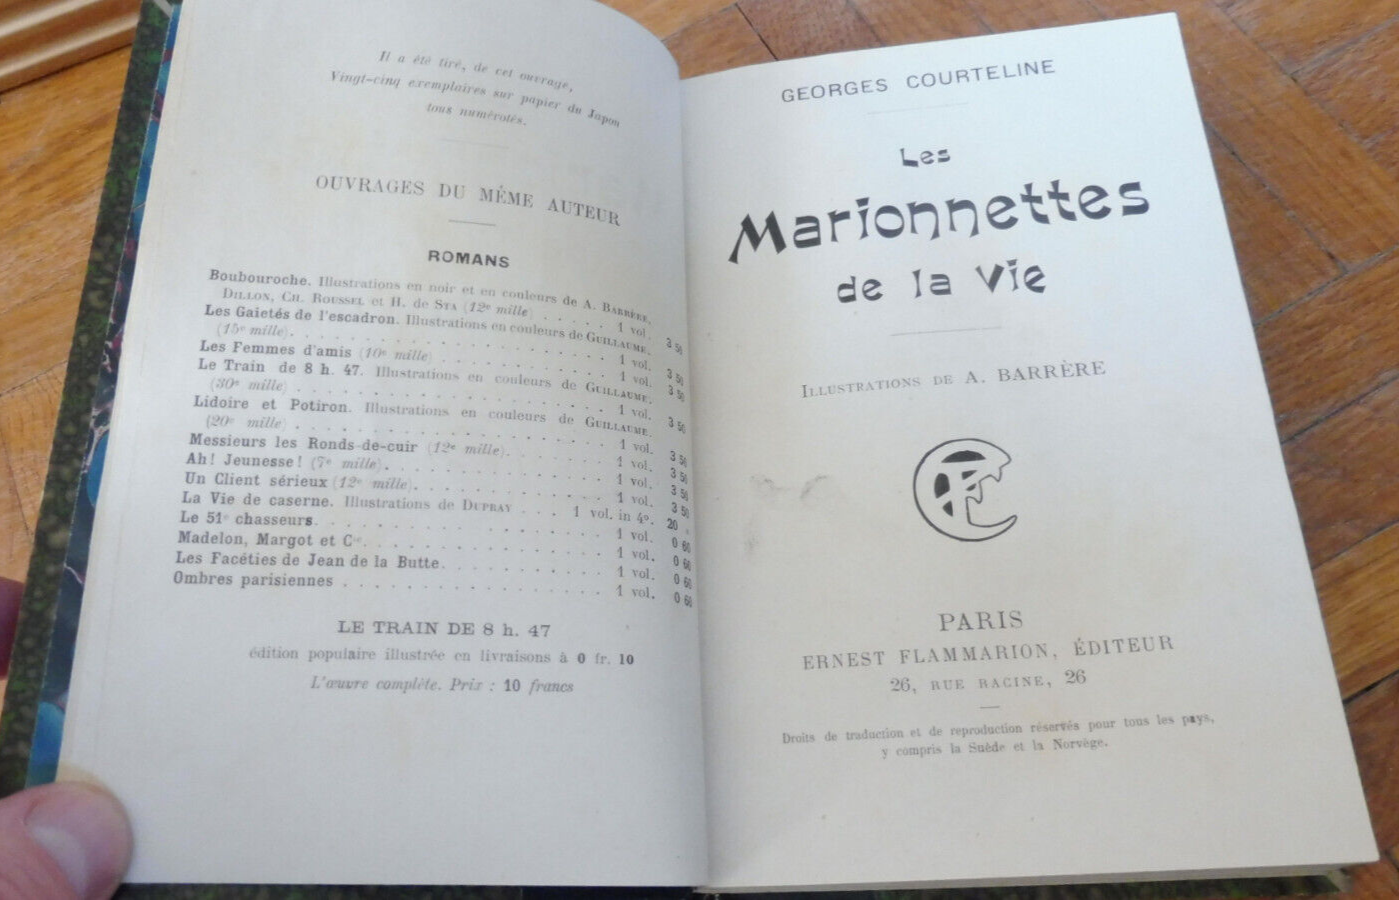 Il a été tiré, de cet ouvrage,
Vingt-cinq exemplaires sur papier du Japon
tous numérotés.
OUVRAGES DU MÊME AUTEUR
ROMANS
Boubouroche. Illustrations en noir et en couleurs de A. BARRÈRE,
DILLON, CH. ROUSSEL et H. DE STA (12e mille) . . . . . 1 vol. 3 50
Les Gaietés de l'escadron. Illustrations en couleurs de GUILLAUME.
(15e mille). . . . . . . . . . . . . . . . . . . 1 vol. 3 50
Les Femmes d'amis (10e mille) . . . . . . . . . . 1 vol. 3 50
Le Train de 8 h. 47. Illustrations en couleurs de GUILLAUME.
(30e mille) . . . . . . . . . . . . . . . . . . . 1 vol. 3 50
Lidoire et Potiron. Illustrations en couleurs de GUILLAUME.
(20e mille) . . . . . . . . . . . . . . . . . . . 1 vol. 3 50
Messieurs les Ronds-de-cuir (12e mille). . . . . . . 1 vol. 3 50
Ah! Jeunesse! (7e mille). . . . . . . . . . . . . 1 vol. 3 50
Un Client sérieux (12e mille). . . . . . . . . . . 1 vol. 3 50
La Vie de caserne. Illustrations de DUPRAY . . . 1 vol. in 4o. 20 »
Le 51e chasseurs. . . . . . . . . . . . . . . . . 1 vol. 0 60
Madelon, Margot et Cie. . . . . . . . . . . . . . 1 vol. 0 60
Les Facéties de Jean de la Butte. . . . . . . . . 1 vol. 0 60
Ombres parisiennes . . . . . . . . . . . . . . . 1 vol. 0 60
LE TRAIN DE 8 h. 47
édition populaire illustrée en livraisons à 0 fr. 10
L'œuvre complète. Prix : 10 francs
GEORGES COURTELINE
Les
Marionnettes
de la Vie
ILLUSTRATIONS DE A. BARRÈRE
PARIS
ERNEST FLAMMARION, ÉDITEUR
26, RUE RACINE, 26
Droits de traduction et de reproduction réservés pour tous les pays,
y compris la Suède et la Norvège.